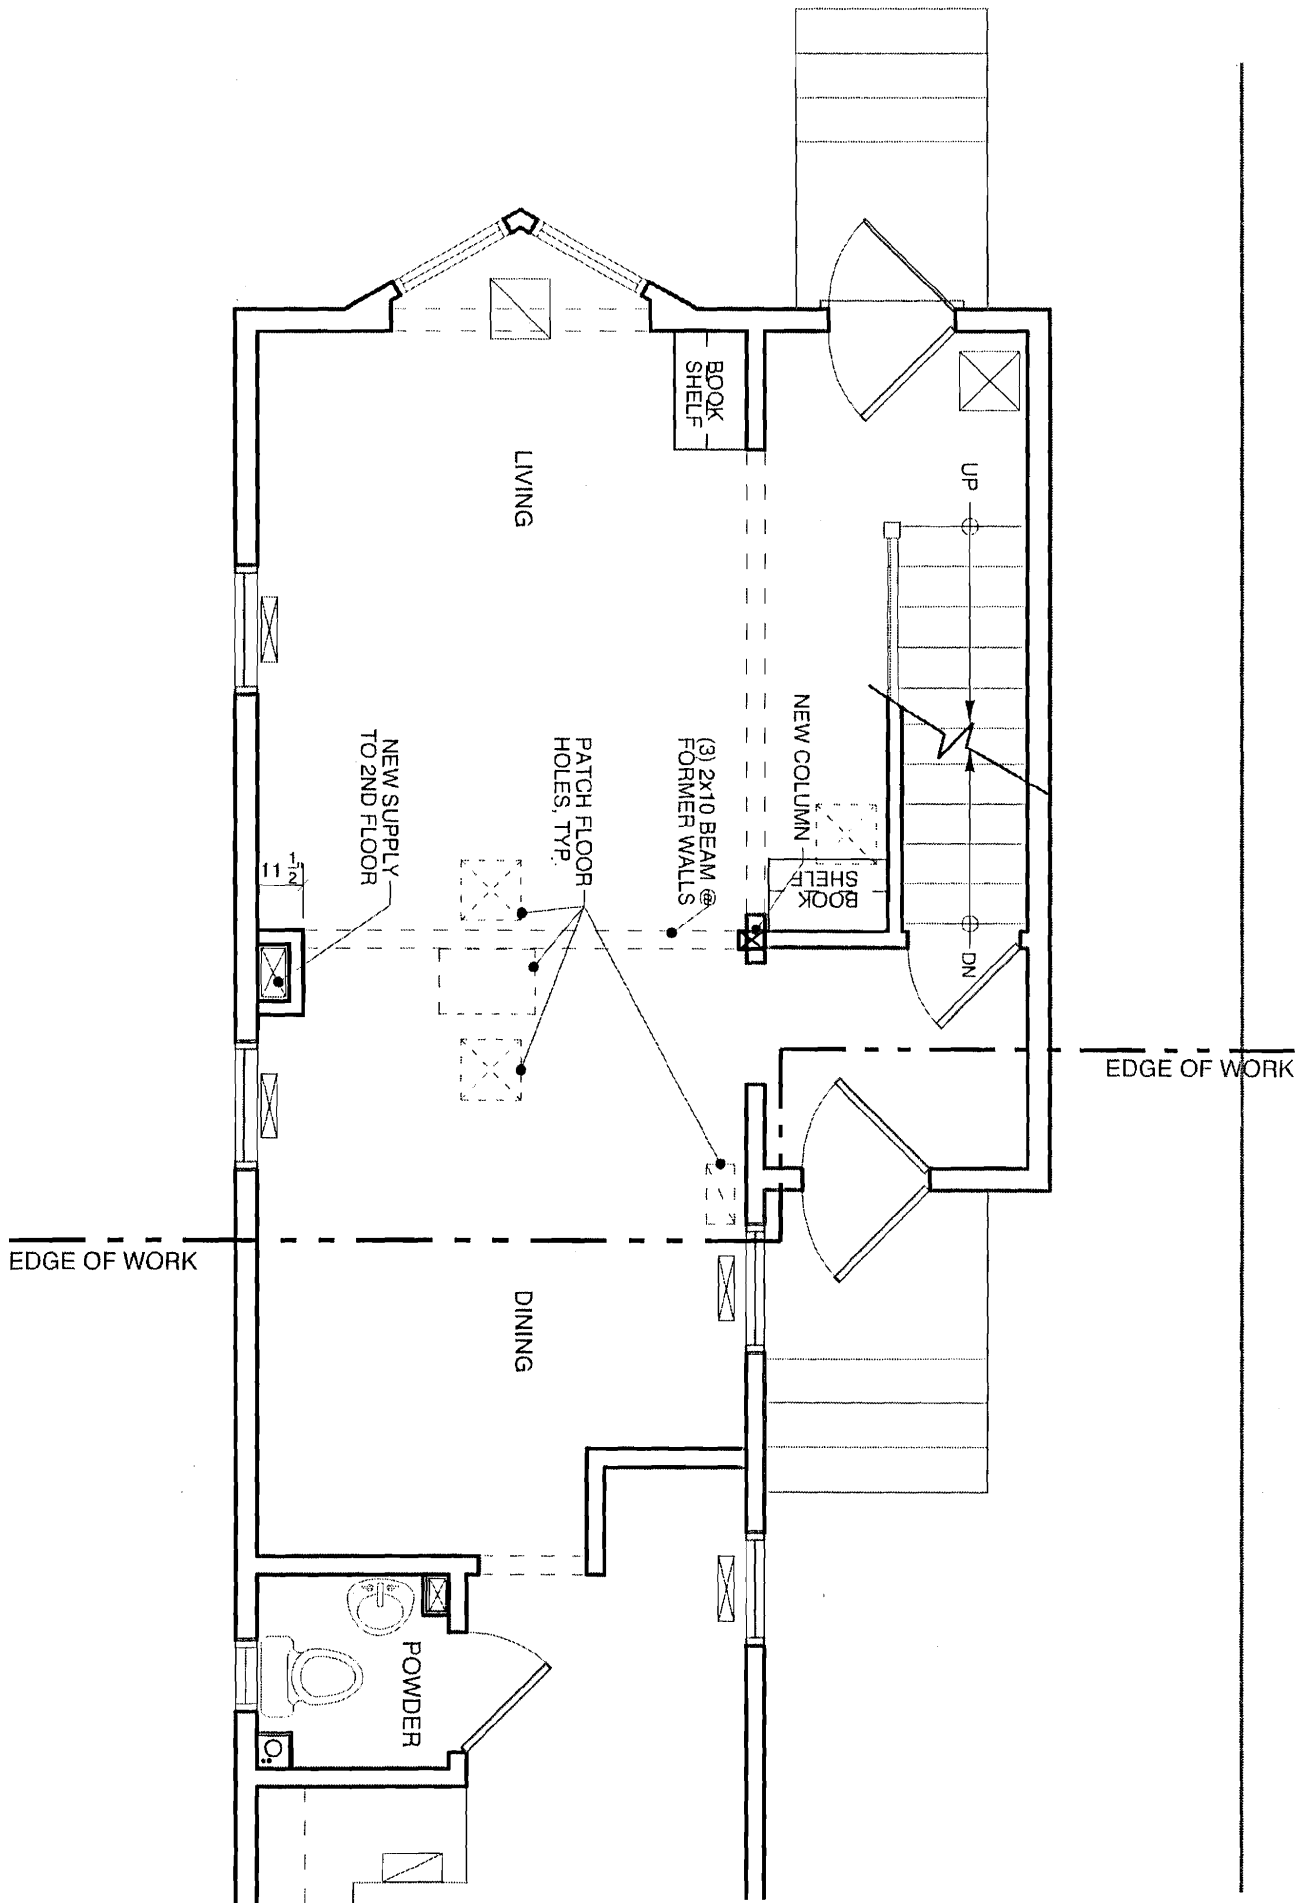 BOOK
SHELF
LIVING
UP
NEW COLUMN
(3) 2x10 BEAM @
FORMER WALLS
PATCH FLOOR
HOLES, TYP.
NEW SUPPLY
TO 2ND FLOOR
11 1/2"
BOOK
SHELF
DN
EDGE OF WORK
EDGE OF WORK
DINING
POWDER